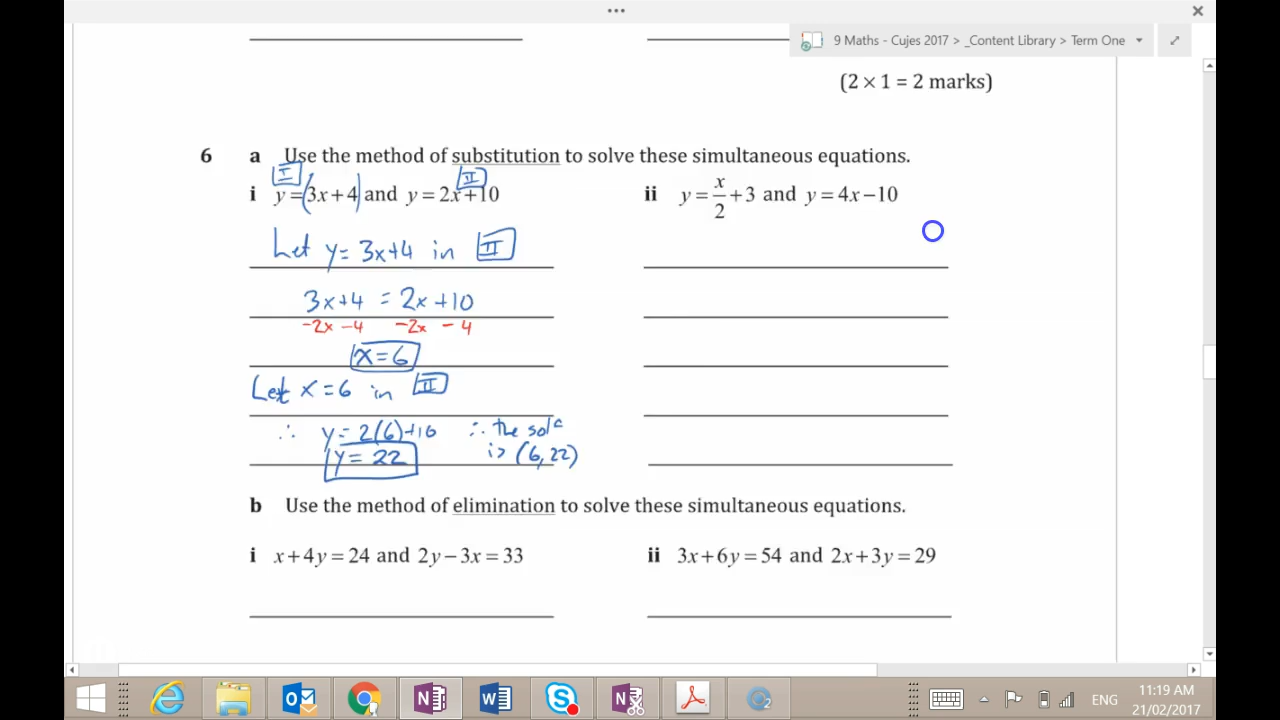 9 Maths - Cujes 2017 > _Content Library > Term One
(2 × 1 = 2 marks)
6 a Use the method of substitution to solve these simultaneous equations.
I II
i y = (3x + 4) and y = 2x + 10
ii y = x/2 + 3 and y = 4x − 10
Let y = 3x+4 in II
3x+4 = 2x +10
-2x -4 -2x - 4
x = 6
Let x = 6 in II
∴ y = 2(6)+10
y = 22
∴ the solⁿ
is (6, 22)
b Use the method of elimination to solve these simultaneous equations.
i x + 4y = 24 and 2y − 3x = 33
ii 3x + 6y = 54 and 2x + 3y = 29
ENG
11:19 AM
21/02/2017